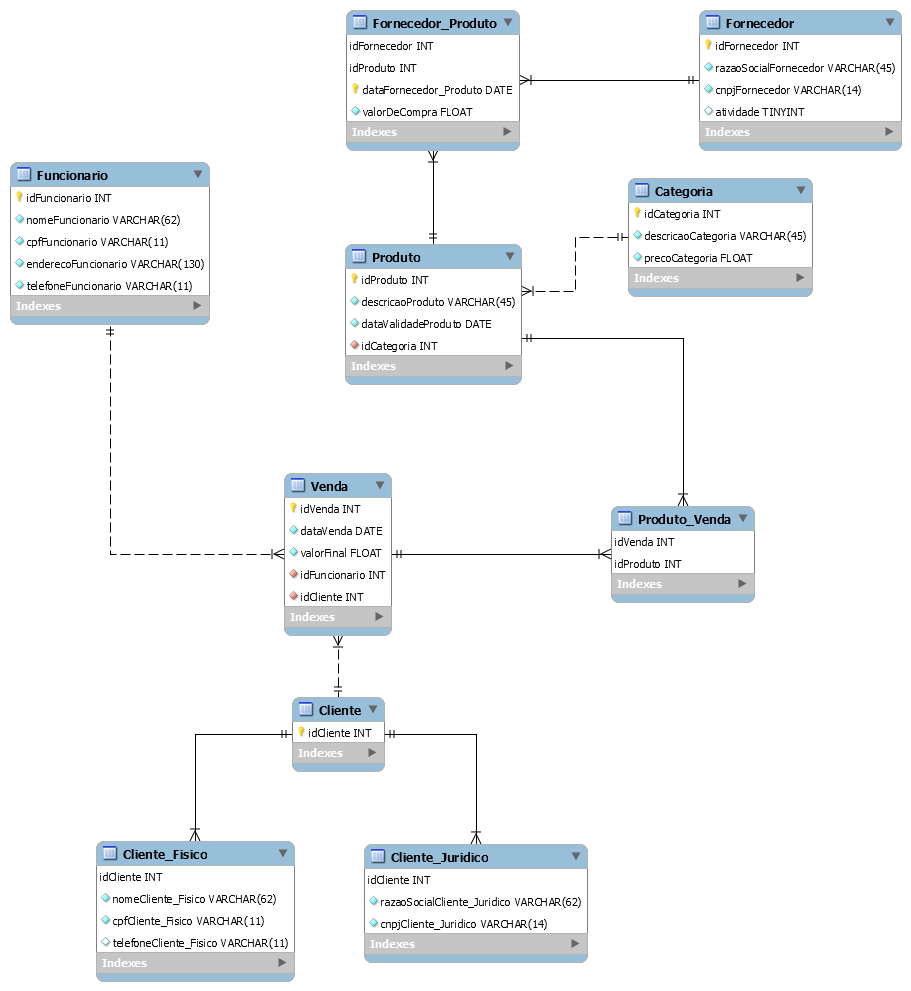 Fornecedor_Produto
idFornecedor INT
idProduto INT
dataFornecedor_Produto DATE
valorDeCompra FLOAT
Indexes
Fornecedor
idFornecedor INT
razaoSocialFornecedor VARCHAR(45)
cnpjFornecedor VARCHAR(14)
atividade TINYINT
Indexes
Funcionario
idFuncionario INT
nomeFuncionario VARCHAR(62)
cpfFuncionario VARCHAR(11)
enderecoFuncionario VARCHAR(130)
telefoneFuncionario VARCHAR(11)
Indexes
Categoria
idCategoria INT
descricaoCategoria VARCHAR(45)
precoCategoria FLOAT
Indexes
Produto
idProduto INT
descricaoProduto VARCHAR(45)
dataValidadeProduto DATE
idCategoria INT
Indexes
Venda
idVenda INT
dataVenda DATE
valorFinal FLOAT
idFuncionario INT
idCliente INT
Indexes
Produto_Venda
idVenda INT
idProduto INT
Indexes
Cliente
idCliente INT
Indexes
Cliente_Fisico
idCliente INT
nomeCliente_Fisico VARCHAR(62)
cpfCliente_Fisico VARCHAR(11)
telefoneCliente_Fisico VARCHAR(11)
Indexes
Cliente_Juridico
idCliente INT
razaoSocialCliente_Juridico VARCHAR(62)
cnpjCliente_Juridico VARCHAR(14)
Indexes